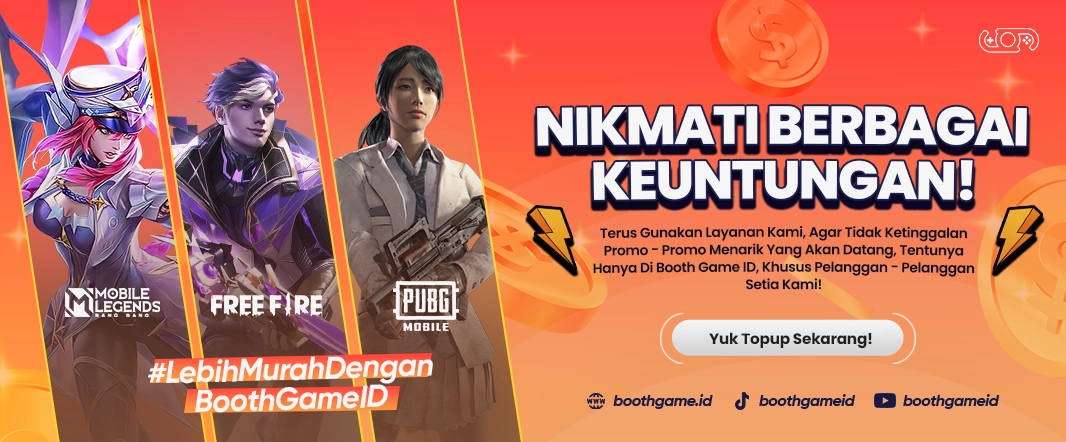 NIKMATI BERBAGAI
KEUNTUNGAN!
Terus Gunakan Layanan Kami, Agar Tidak Ketinggalan
Promo - Promo Menarik Yang Akan Datang, Tentunya
Hanya Di Booth Game ID, Khusus Pelanggan - Pelanggan
Setia Kami!
Yuk Topup Sekarang!
WWW boothgame.id boothgameid boothgameid
MOBILE
LEGENDS
BANG BANG
FREE FIRE
PUBG
MOBILE
#LebihMurahDengan
BoothGameID